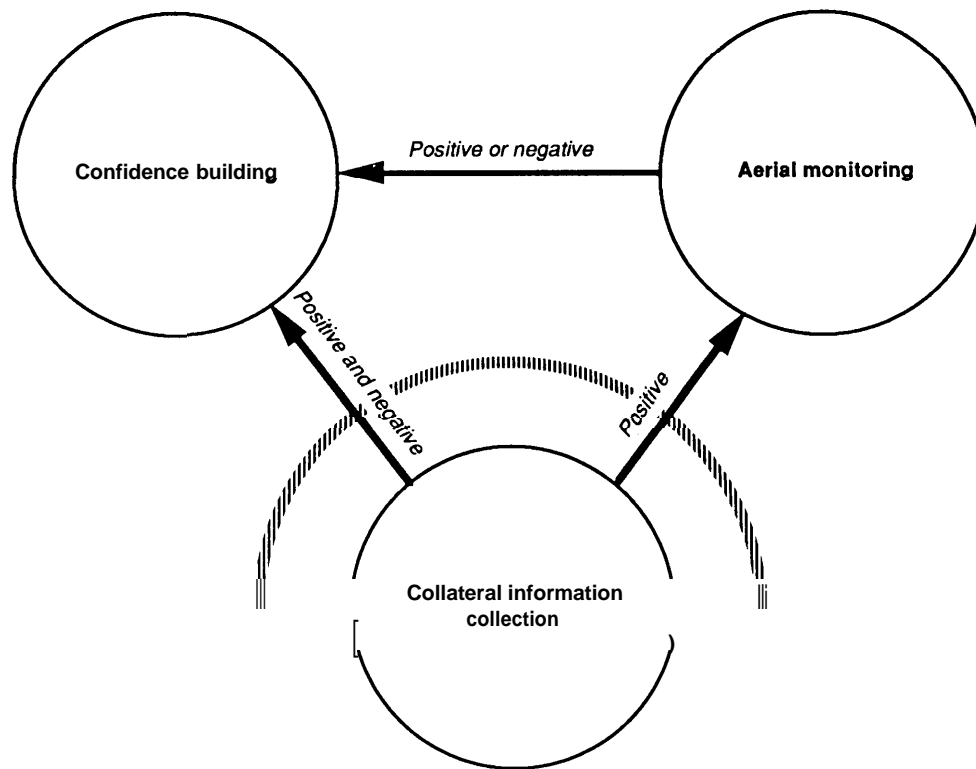 Confidence building
Positive or negative
Aerial monitoring
Positive and negative
Positive
Collateral information
collection